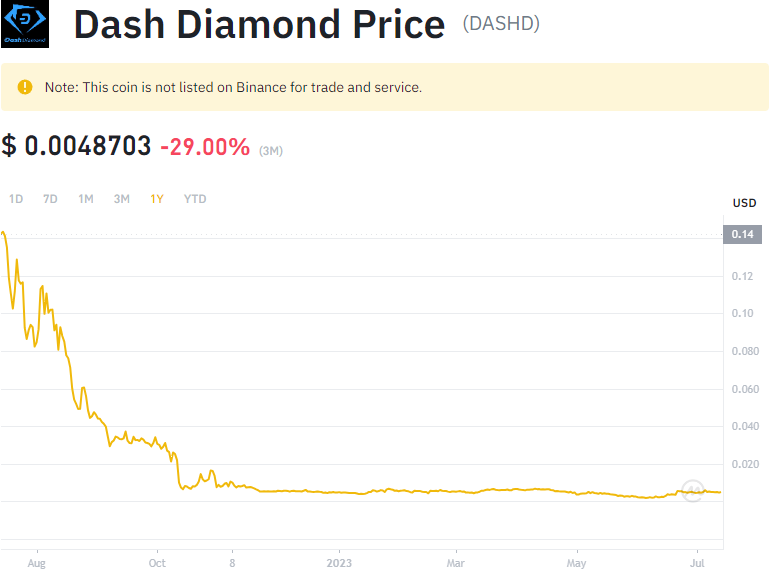 Dash Diamond Price (DASHD)
DashDiamond
Note: This coin is not listed on Binance for trade and service.
$ 0.0048703 -29.00% (3M)
1D 7D 1M 3M 1Y YTD
USD
0.14
0.12
0.10
0.080
0.060
0.040
0.020
Aug Oct 8 2023 Mar May Jul